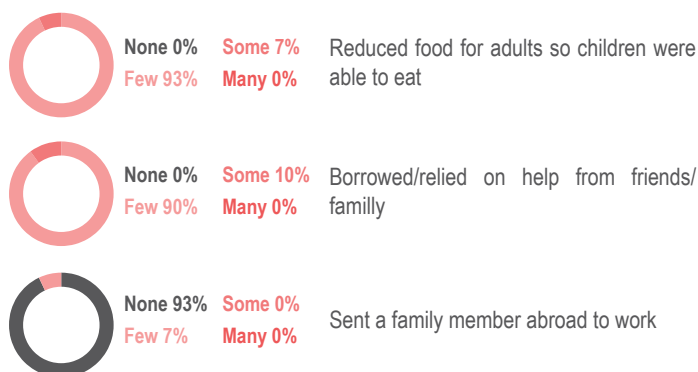 None 0% Some 7% Reduced food for adults so children were
Few 93% Many 0% able to eat
None 0% Some 10% Borrowed/relied on help from friends/
Few 90% Many 0% familly
None 93% Some 0%
Few 7% Many 0%
Sent a family member abroad to work